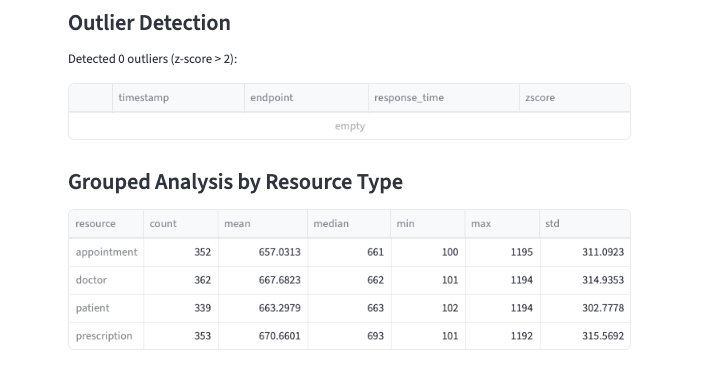 Outlier Detection
Detected 0 outliers (z-score > 2):
timestamp endpoint response_time zscore
empty
Grouped Analysis by Resource Type
resource count mean median min max std
appointment 352 657.0313 661 100 1195 311.0923
doctor 362 667.6823 662 101 1194 314.9353
patient 339 663.2979 663 102 1194 302.7778
prescription 353 670.6601 693 101 1192 315.5692